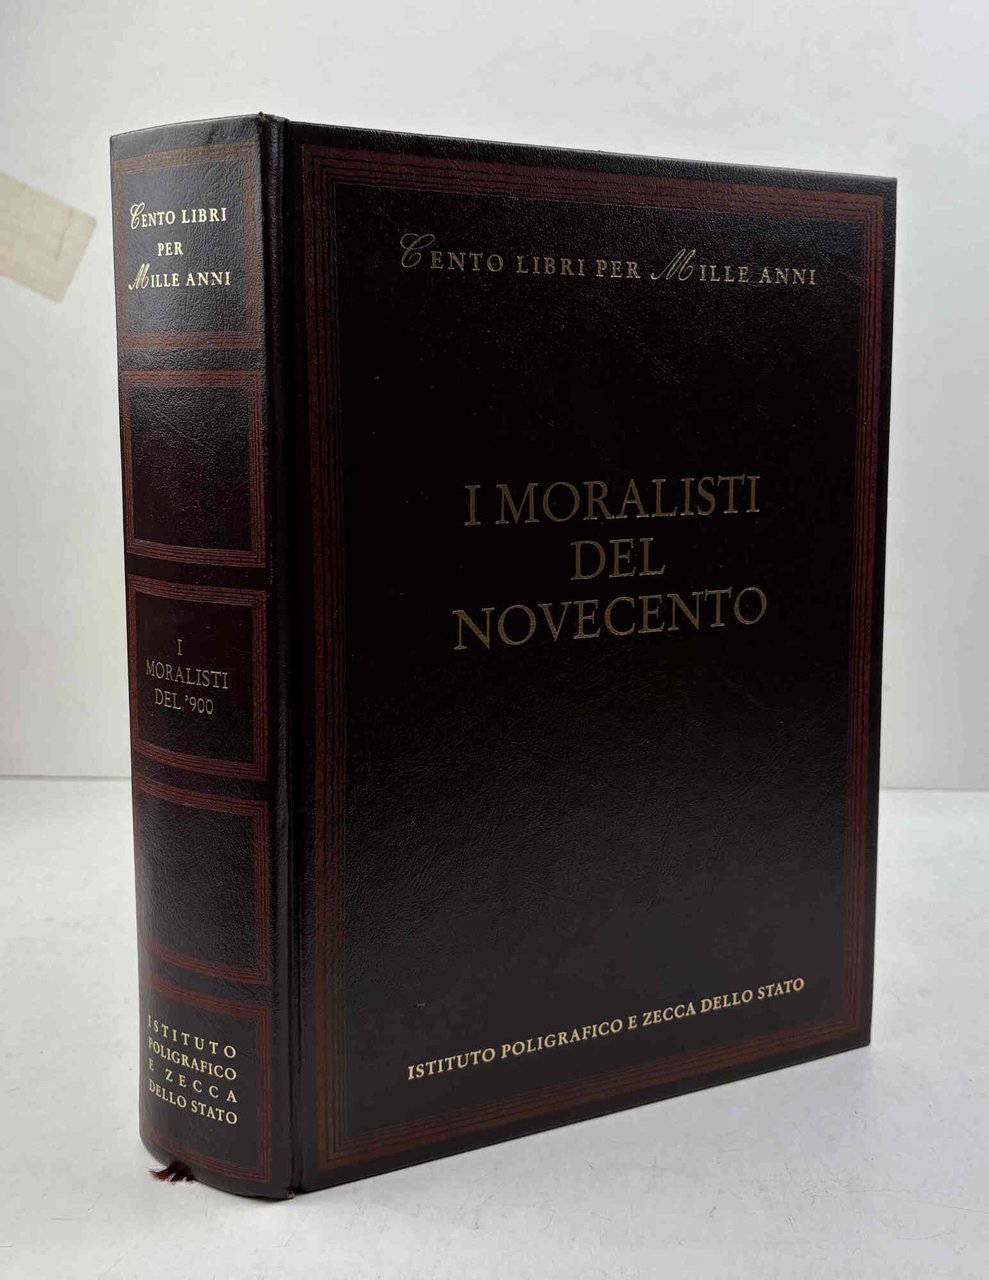 CENTO LIBRI
PER
MILLE ANNI
I
MORALISTI
DEL '900
ISTITUTO
POLIGRAFICO
E ZECCA
DELLO STATO
CENTO LIBRI PER MILLE ANNI
I MORALISTI
DEL
NOVECENTO
ISTITUTO POLIGRAFICO E ZECCA DELLO STATO